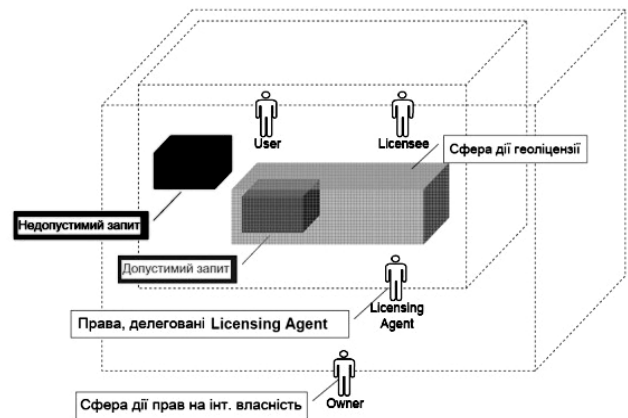 User
Licensee
Сфера дії геоліцензії
Недопустимий запит
Допустимий запит
Права, делеговані Licensing Agent
Licensing
Agent
Сфера дії прав на інт. власність
Owner